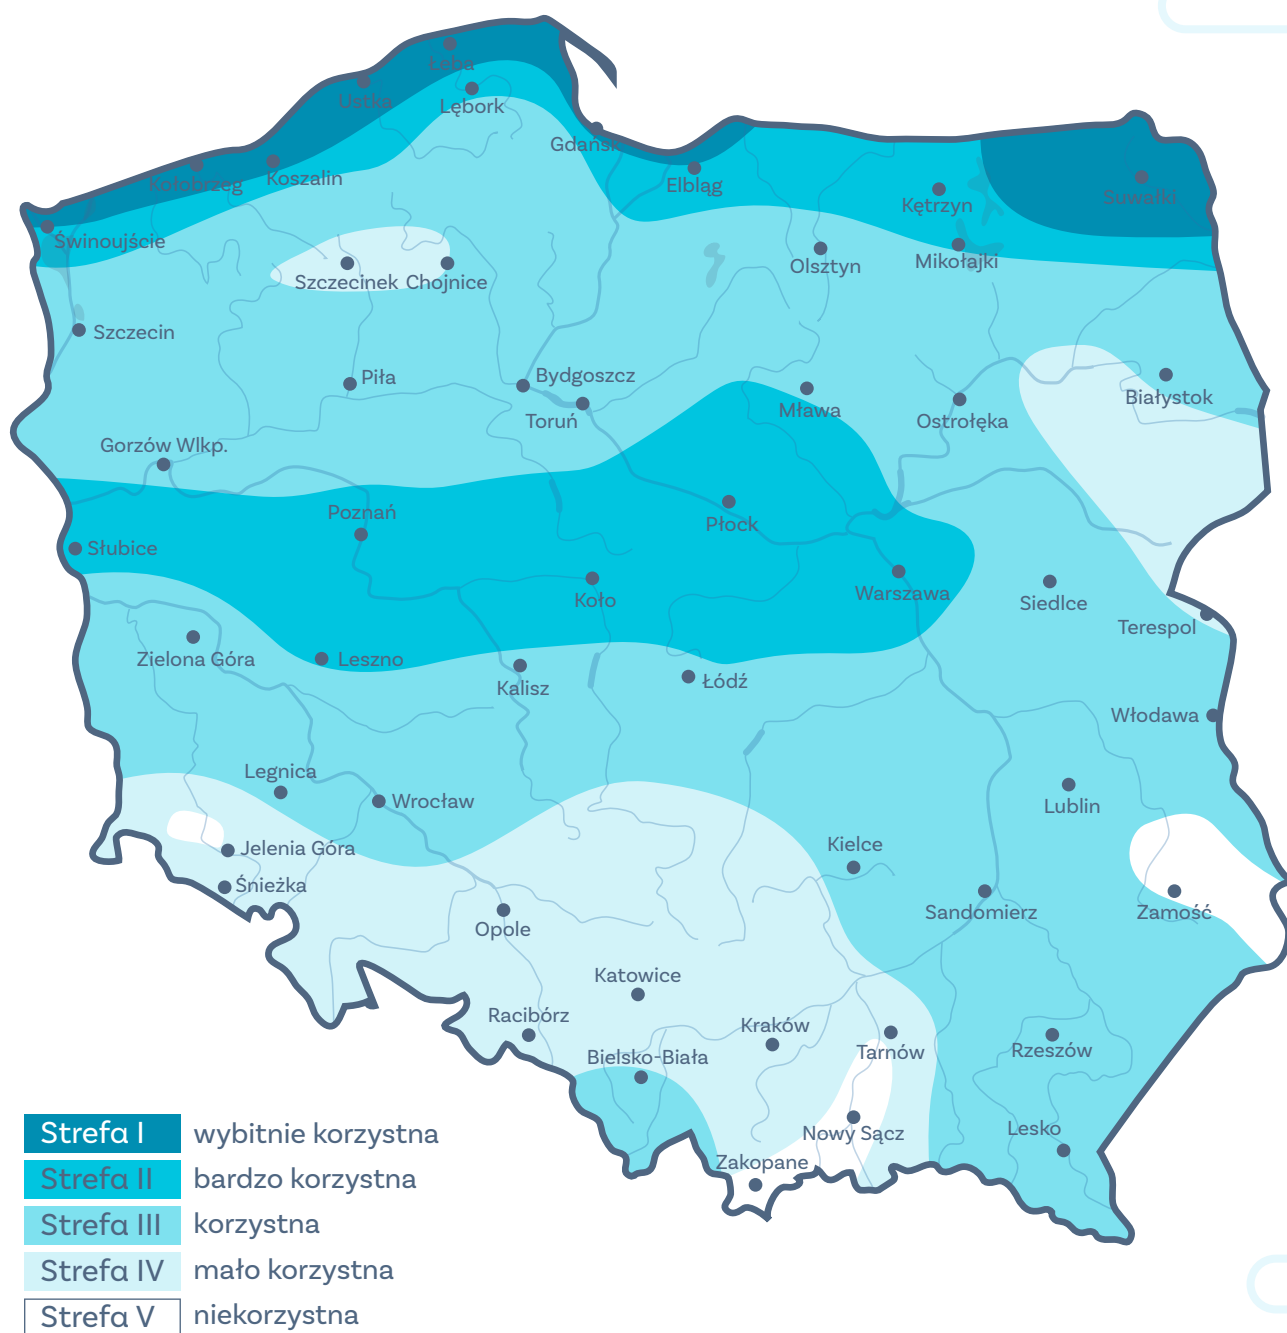 Łeba
Ustka
Lębork
Gdańsk
Kołobrzeg
Koszalin
Elbląg
Suwałki
Kętrzyn
Świnoujście
Olsztyn
Mikołajki
Szczecinek
Chojnice
Szczecin
Piła
Bydgoszcz
Toruń
Mława
Ostrołęka
Białystok
Gorzów Wlkp.
Poznań
Płock
Słubice
Koło
Warszawa
Siedlce
Terespol
Zielona Góra
Leszno
Kalisz
Łódź
Włodawa
Legnica
Wrocław
Lublin
Jelenia Góra
Kielce
Śnieżka
Opole
Sandomierz
Zamość
Katowice
Racibórz
Kraków
Bielsko-Biała
Tarnów
Rzeszów
Nowy Sącz
Lesko
Zakopane
Strefa I wybitnie korzystna
Strefa II bardzo korzystna
Strefa III korzystna
Strefa IV mało korzystna
Strefa V niekorzystna